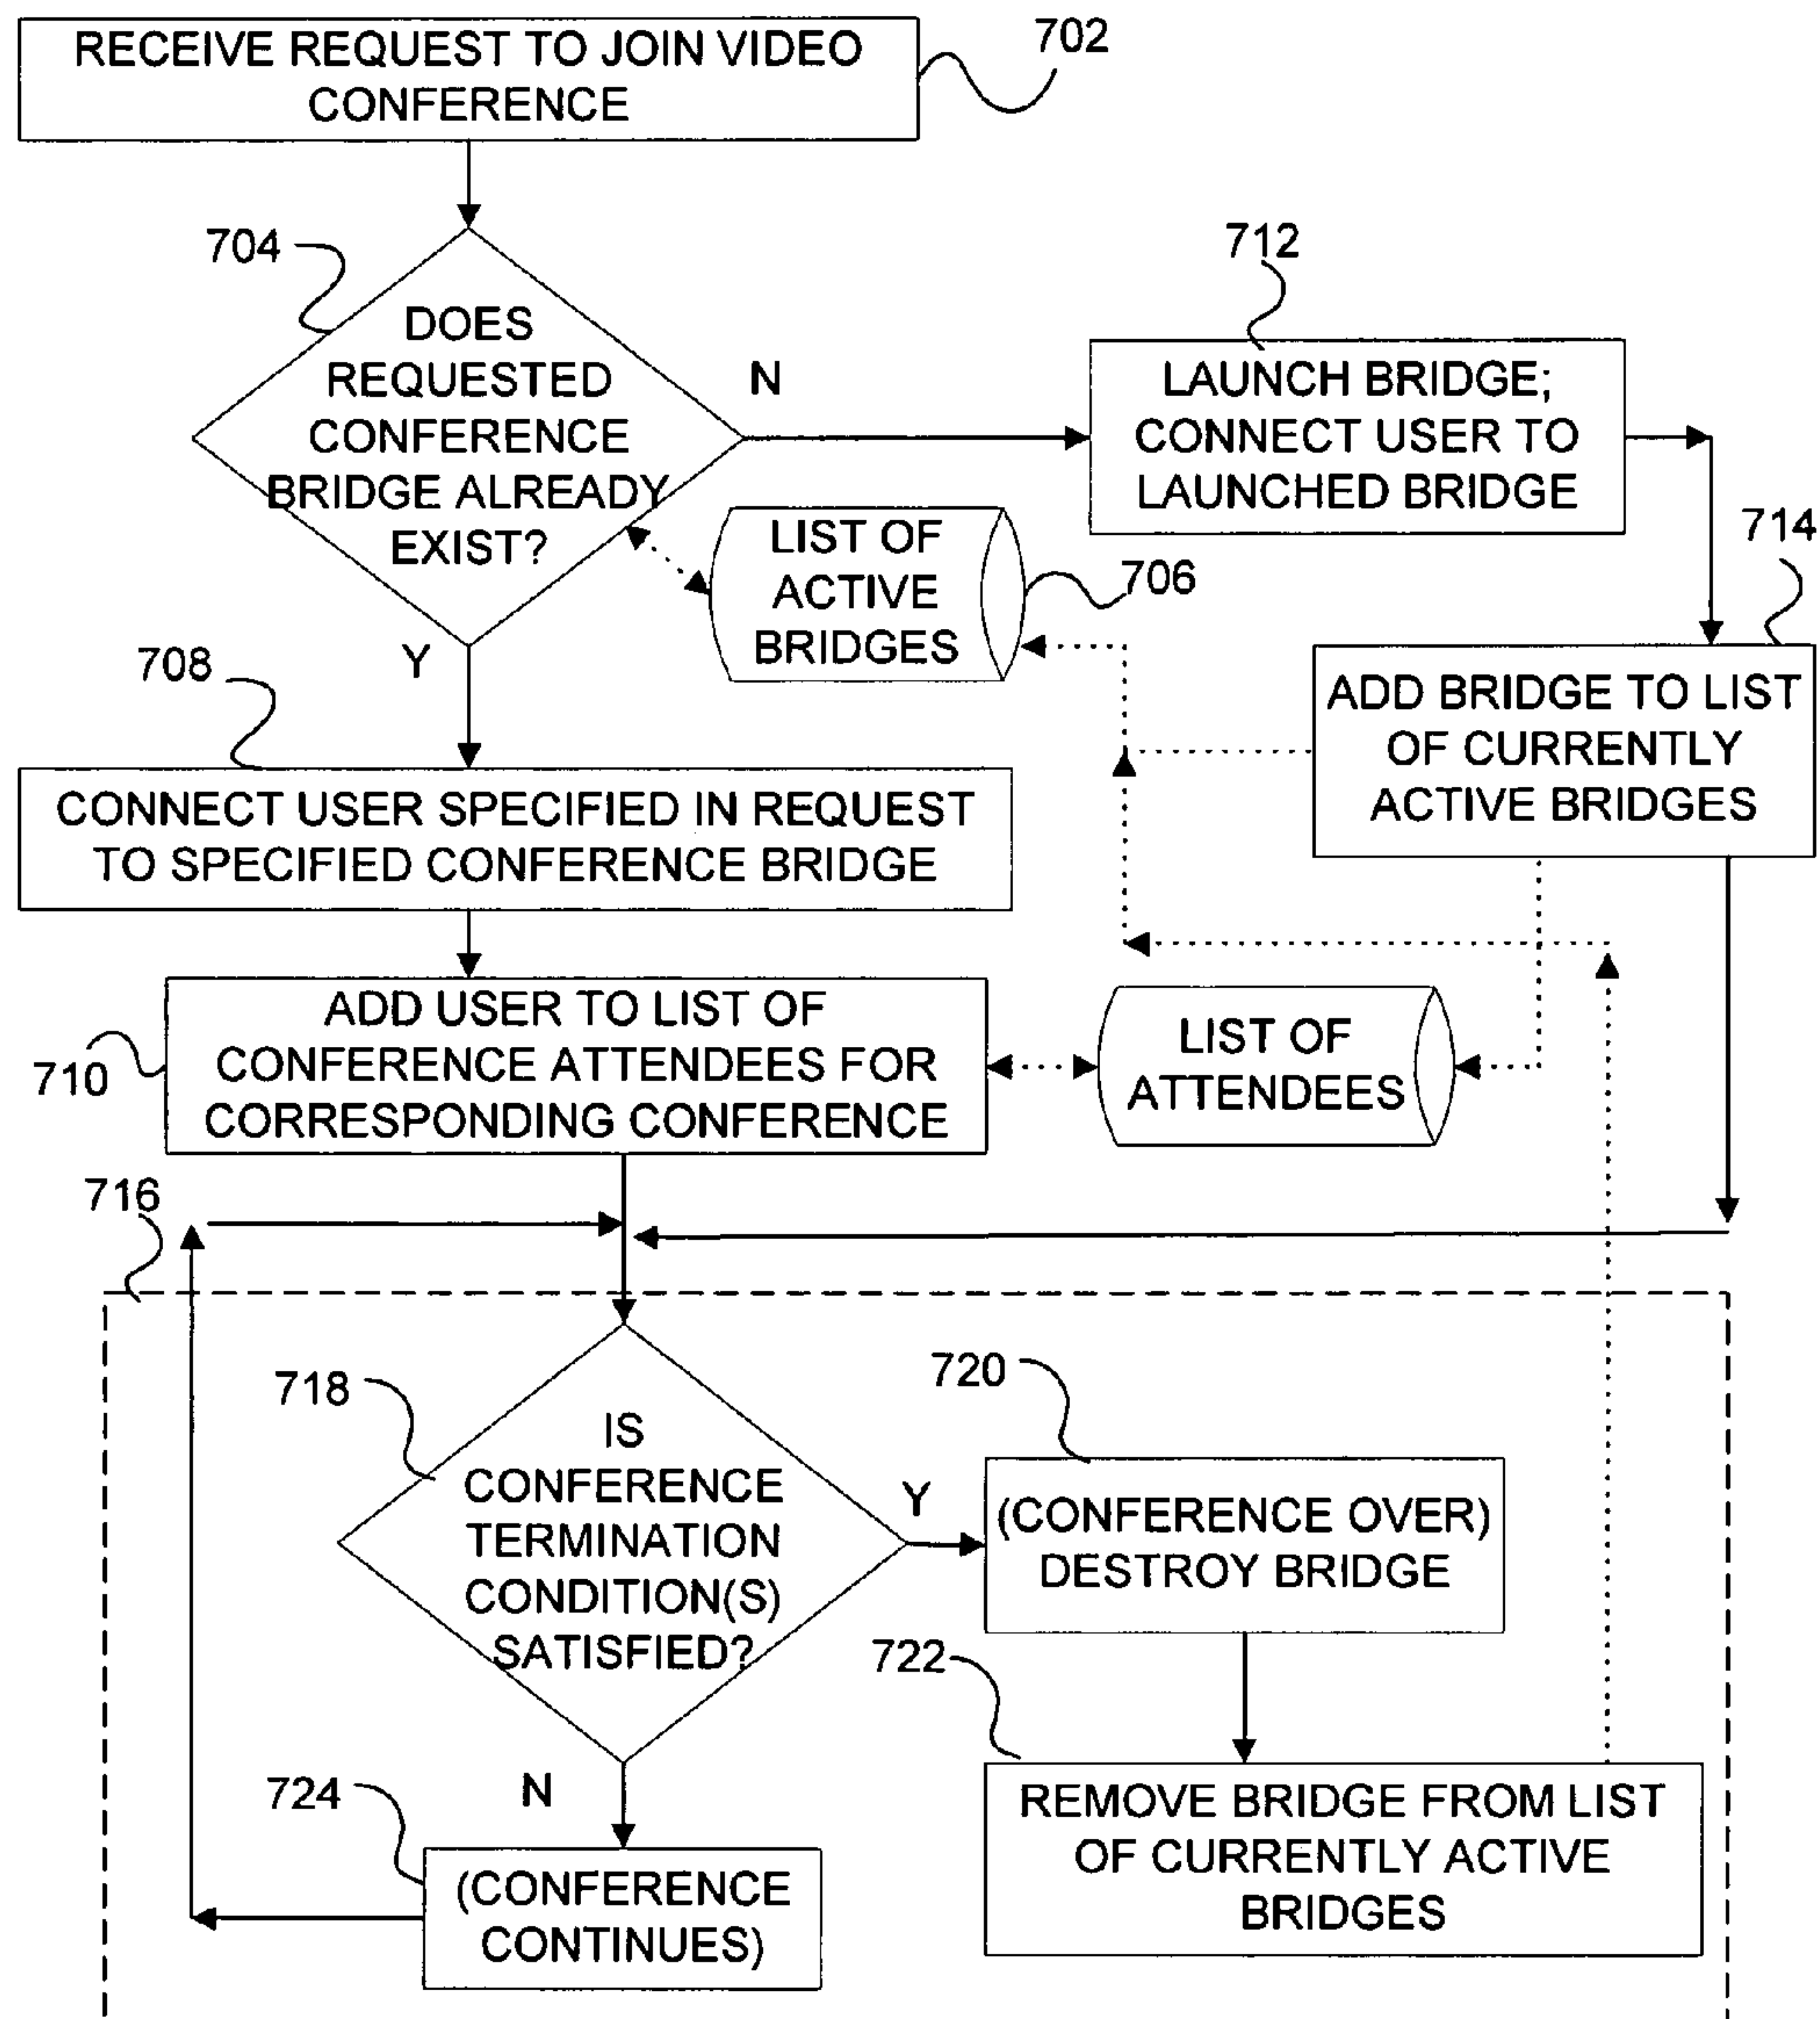 RECEIVE REQUEST TO JOIN VIDEO
CONFERENCE
702
704
DOES
REQUESTED
CONFERENCE
BRIDGE ALREADY
EXIST?
N
Y
712
LAUNCH BRIDGE;
CONNECT USER TO
LAUNCHED BRIDGE
714
LIST OF
ACTIVE
BRIDGES
706
ADD BRIDGE TO LIST
OF CURRENTLY
ACTIVE BRIDGES
708
CONNECT USER SPECIFIED IN REQUEST
TO SPECIFIED CONFERENCE BRIDGE
710
ADD USER TO LIST OF
CONFERENCE ATTENDEES FOR
CORRESPONDING CONFERENCE
LIST OF
ATTENDEES
716
718
IS
CONFERENCE
TERMINATION
CONDITION(S)
SATISFIED?
Y
N
720
(CONFERENCE OVER)
DESTROY BRIDGE
722
REMOVE BRIDGE FROM LIST
OF CURRENTLY ACTIVE
BRIDGES
724
(CONFERENCE
CONTINUES)